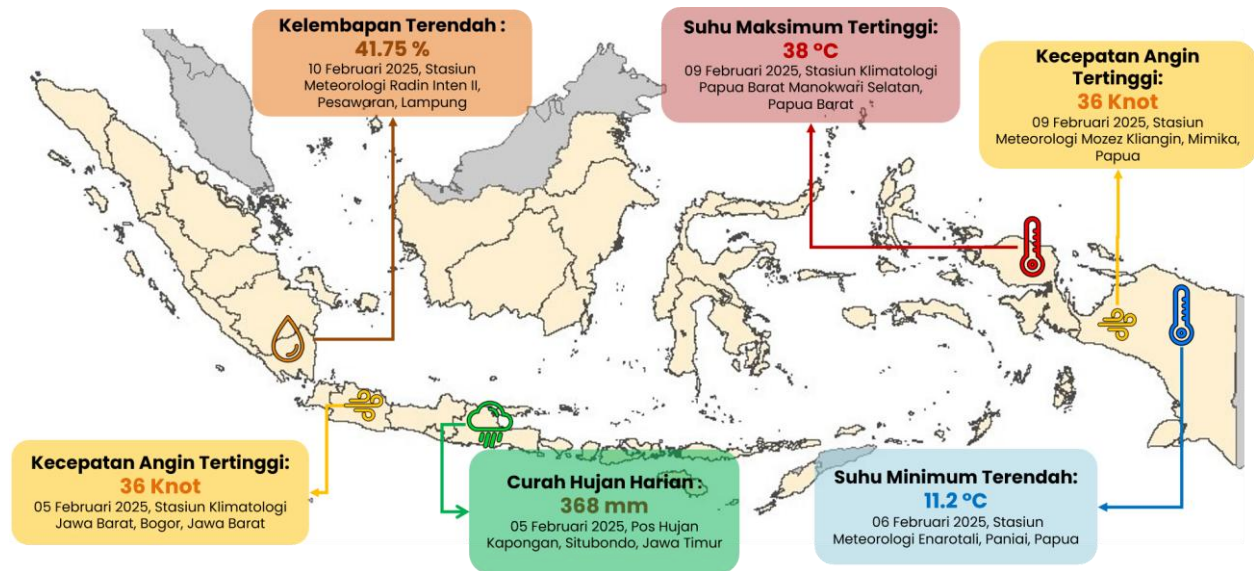 Kelembapan Terendah :
41.75 %
10 Februari 2025, Stasiun
Meteorologi Radin Inten II,
Pesawaran, Lampung
Suhu Maksimum Tertinggi:
38 °C
09 Februari 2025, Stasiun Klimatologi
Papua Barat Manokwari Selatan,
Papua Barat
Kecepatan Angin
Tertinggi:
36 Knot
09 Februari 2025, Stasiun
Meteorologi Mozez Kliangin, Mimika,
Papua
Kecepatan Angin Tertinggi:
36 Knot
05 Februari 2025, Stasiun Klimatologi
Jawa Barat, Bogor, Jawa Barat
Curah Hujan Harian :
368 mm
05 Februari 2025, Pos Hujan
Kapongan, Situbondo, Jawa Timur
Suhu Minimum Terendah:
11.2 °C
06 Februari 2025, Stasiun
Meteorologi Enarotali, Paniai, Papua